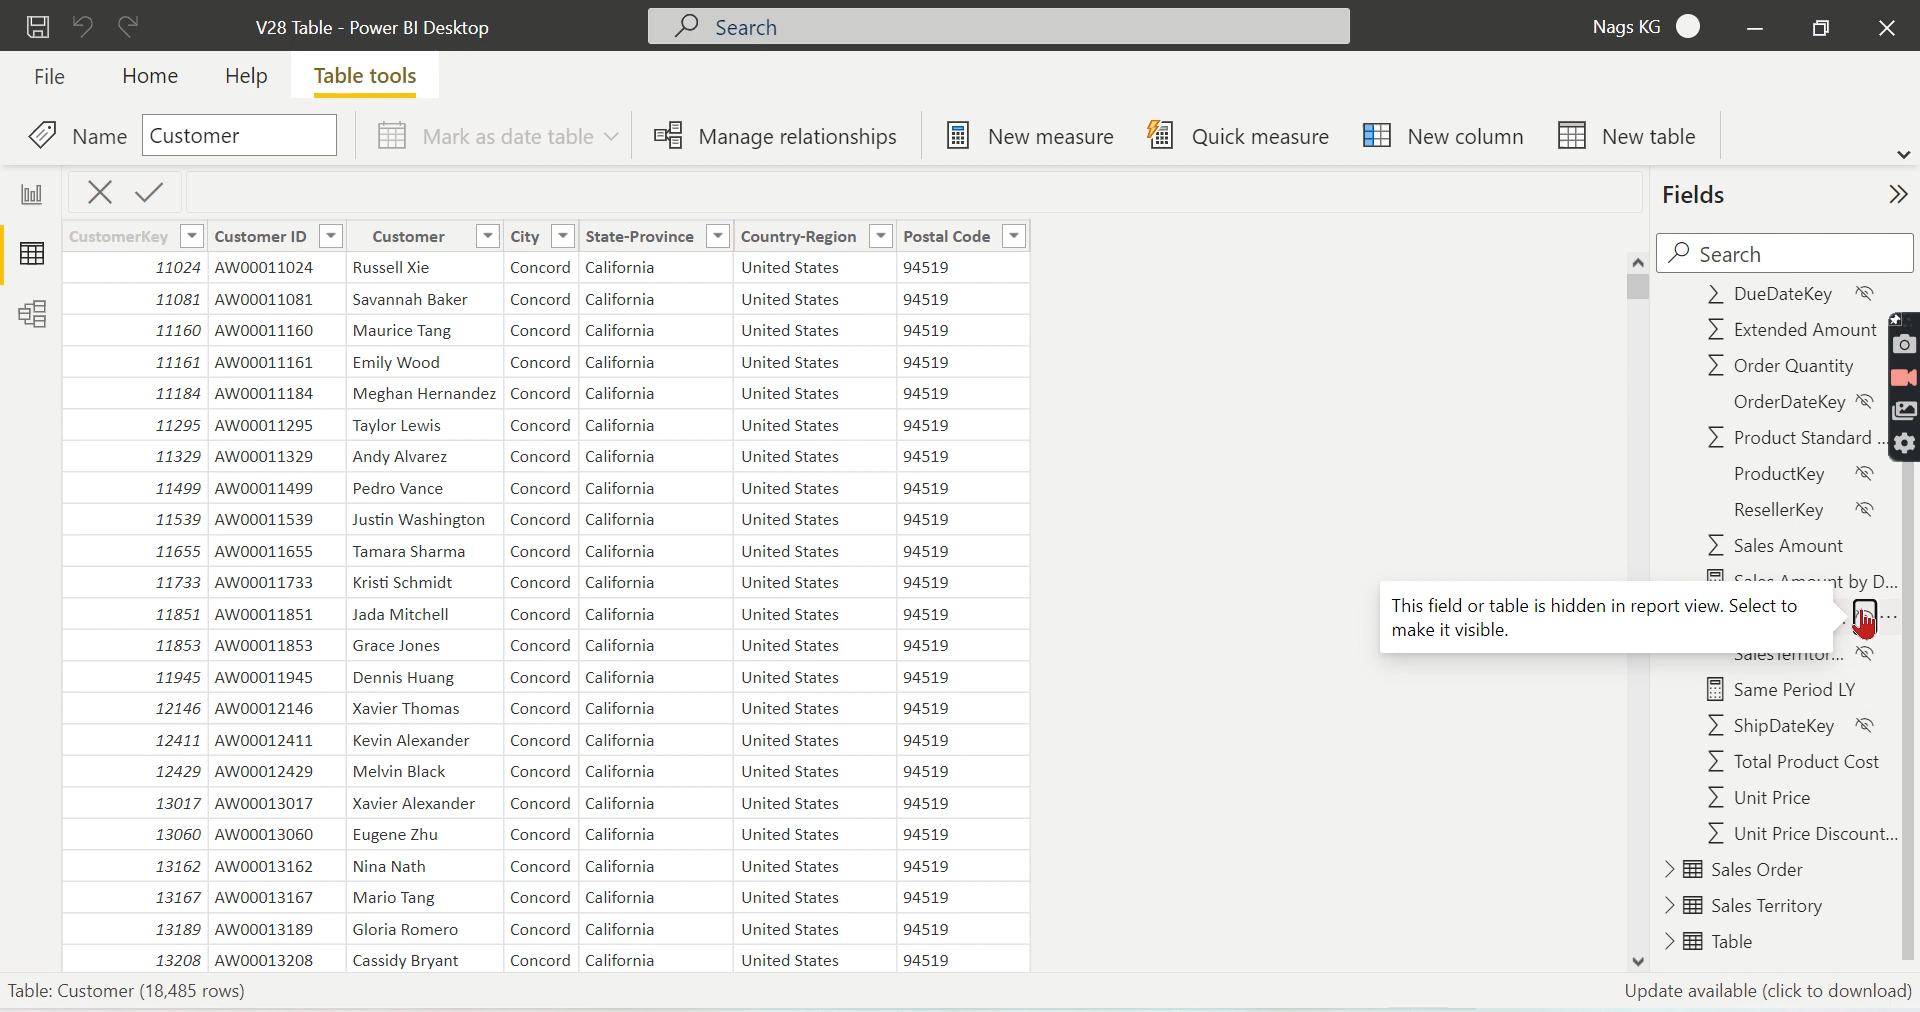 V28 Table - Power BI Desktop
Search
Nags KG
File
Home
Help
Table tools
Name
Customer
Mark as date table
Manage relationships
New measure
Quick measure
New column
New table
Fields
Search
CustomerKey Customer ID Customer City State-Province Country-Region Postal Code
11024 AW00011024 Russell Xie Concord California United States 94519
11081 AW00011081 Savannah Baker Concord California United States 94519
11160 AW00011160 Maurice Tang Concord California United States 94519
11161 AW00011161 Emily Wood Concord California United States 94519
11184 AW00011184 Meghan Hernandez Concord California United States 94519
11295 AW00011295 Taylor Lewis Concord California United States 94519
11329 AW00011329 Andy Alvarez Concord California United States 94519
11499 AW00011499 Pedro Vance Concord California United States 94519
11539 AW00011539 Justin Washington Concord California United States 94519
11655 AW00011655 Tamara Sharma Concord California United States 94519
11733 AW00011733 Kristi Schmidt Concord California United States 94519
11851 AW00011851 Jada Mitchell Concord California United States 94519
11853 AW00011853 Grace Jones Concord California United States 94519
11945 AW00011945 Dennis Huang Concord California United States 94519
12146 AW00012146 Xavier Thomas Concord California United States 94519
12411 AW00012411 Kevin Alexander Concord California United States 94519
12429 AW00012429 Melvin Black Concord California United States 94519
13017 AW00013017 Xavier Alexander Concord California United States 94519
13060 AW00013060 Eugene Zhu Concord California United States 94519
13162 AW00013162 Nina Nath Concord California United States 94519
13167 AW00013167 Mario Tang Concord California United States 94519
13189 AW00013189 Gloria Romero Concord California United States 94519
13208 AW00013208 Cassidy Bryant Concord California United States 94519
DueDateKey
Extended Amount
Order Quantity
OrderDateKey
Product Standard ...
ProductKey
ResellerKey
Sales Amount
Sales Amount by D...
This field or table is hidden in report view. Select to
make it visible.
SalesTerritor...
Same Period LY
ShipDateKey
Total Product Cost
Unit Price
Unit Price Discount...
Sales Order
Sales Territory
Table
Table: Customer (18,485 rows)
Update available (click to download)